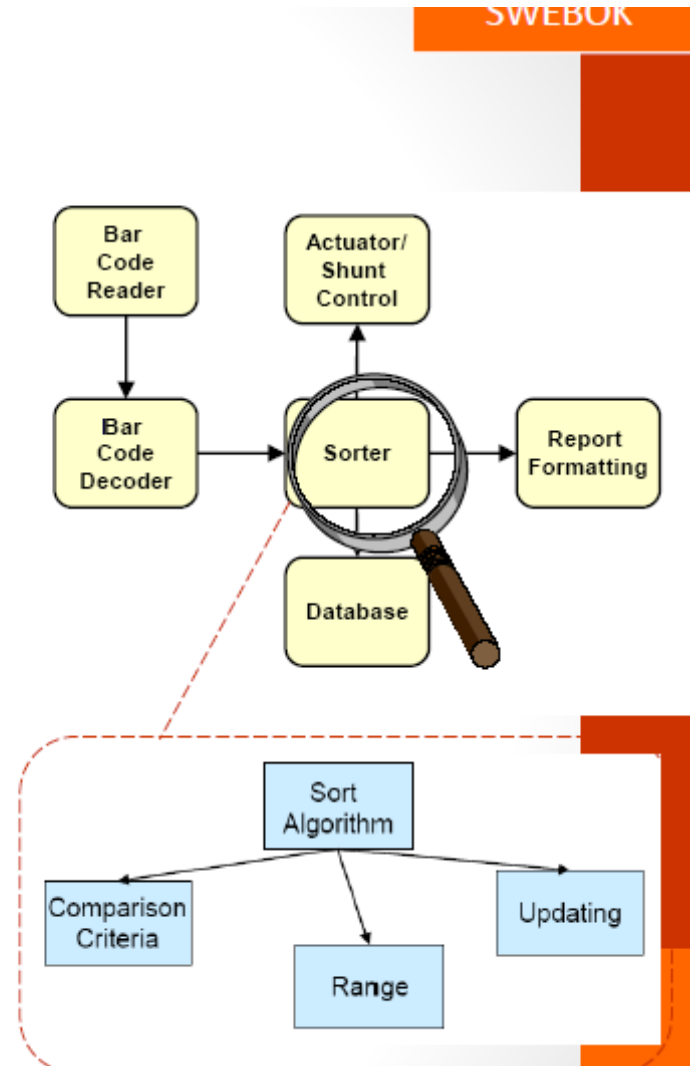 SWEBOK
Bar
Code
Reader
Actuator/
Shunt
Control
Bar
Code
Decoder
Sorter
Report
Formatting
Database
Sort
Algorithm
Comparison
Criteria
Updating
Range